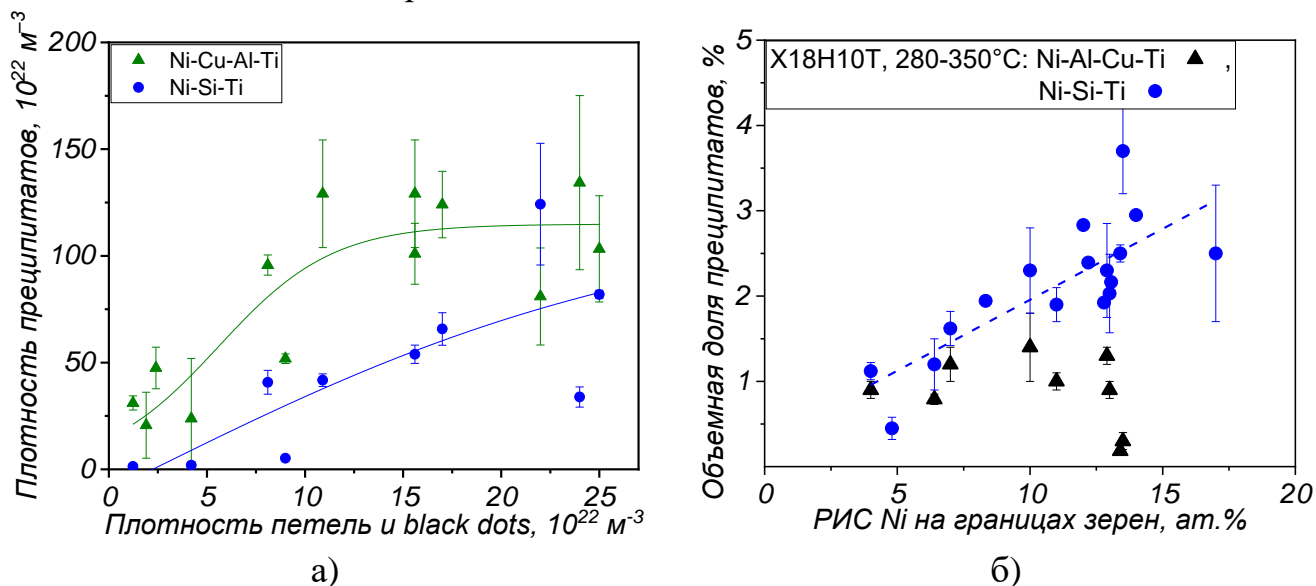 Плотность преципитатов, 10²² м⁻³
200
150
100
50
0
Ni-Cu-Al-Ti
Ni-Si-Ti
0 5 10 15 20 25
Плотность петель и black dots, 10²² м⁻³
а)
Объемная доля преципитатов, %
5
4
3
2
1
X18H10T, 280-350°C: Ni-Al-Cu-Ti ,
Ni-Si-Ti
0 5 10 15 20
РИС Ni на границах зерен, ат.%
б)